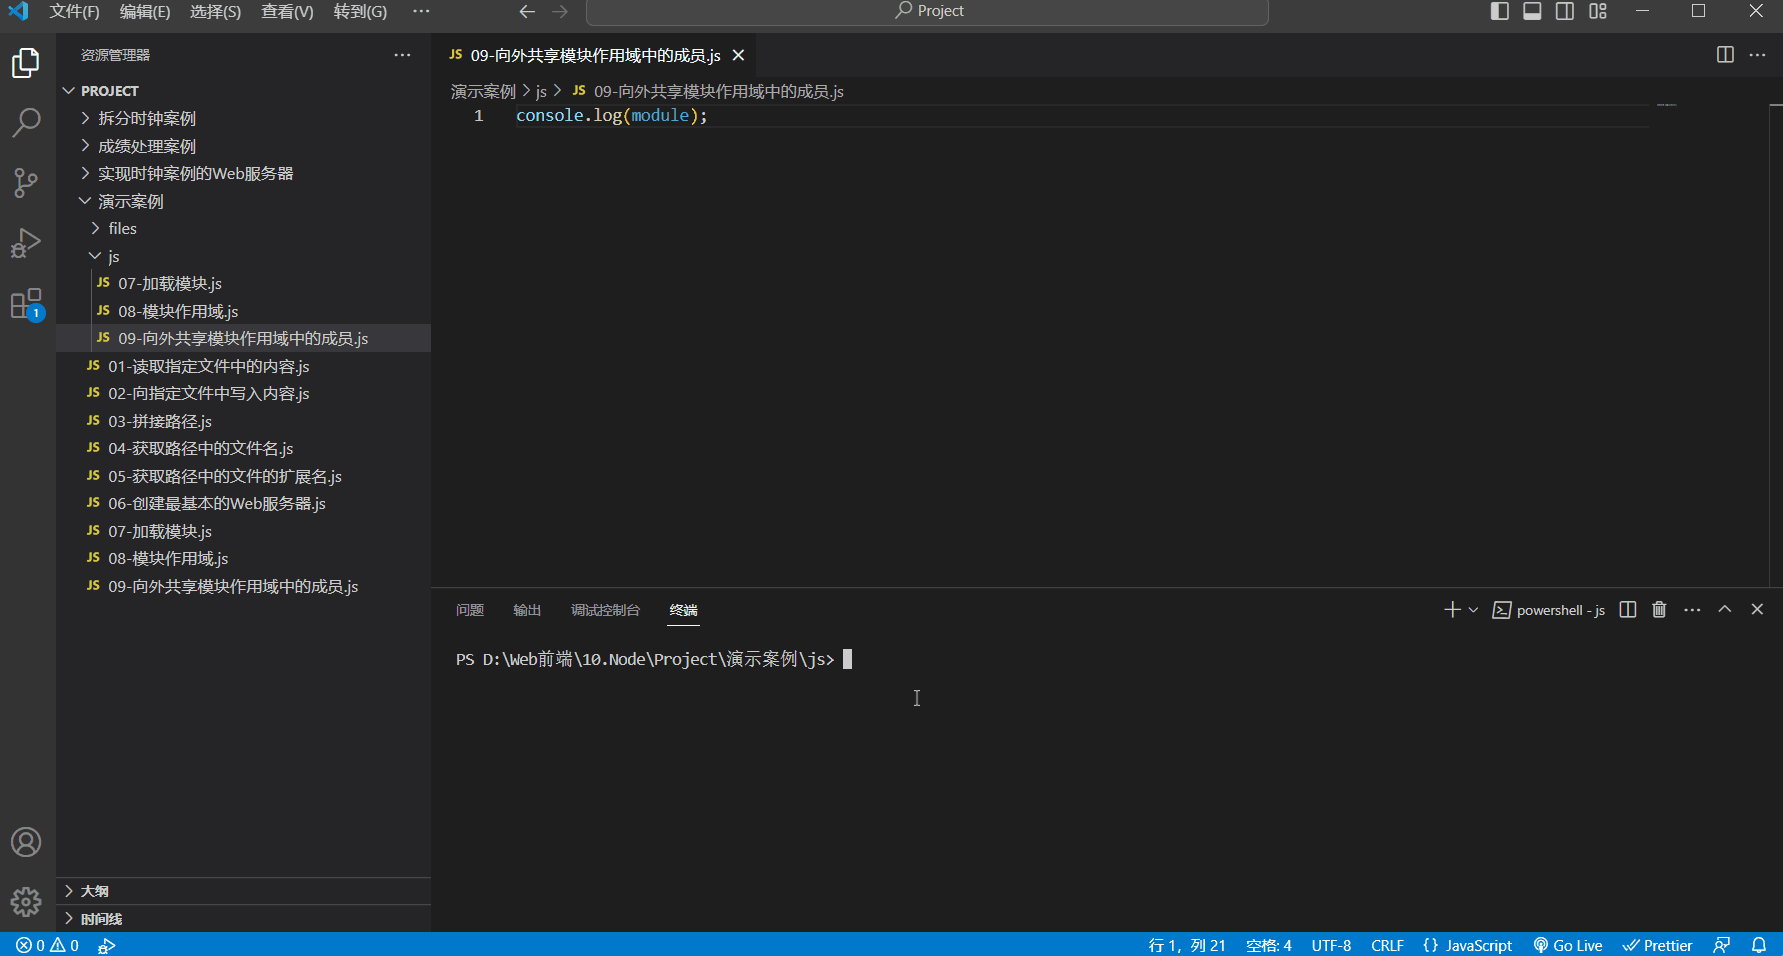 文件(F) 编辑(E) 选择(S) 查看(V) 转到(G) ··· Project
资源管理器
PROJECT
拆分时钟案例
成绩处理案例
实现时钟案例的Web服务器
演示案例
files
js
JS 07-加载模块.js
JS 08-模块作用域.js
JS 09-向外共享模块作用域中的成员.js
JS 01-读取指定文件中的内容.js
JS 02-向指定文件中写入内容.js
JS 03-拼接路径.js
JS 04-获取路径中的文件名.js
JS 05-获取路径中的文件的扩展名.js
JS 06-创建最基本的Web服务器.js
JS 07-加载模块.js
JS 08-模块作用域.js
JS 09-向外共享模块作用域中的成员.js
大纲
时间线
1
JS 09-向外共享模块作用域中的成员.js
演示案例 > js > JS 09-向外共享模块作用域中的成员.js
1 console.log(module);
问题 输出 调试控制台 终端 powershell - js
PS D:\Web前端\10.Node\Project\演示案例\js>
0 0 行 1, 列 21 空格: 4 UTF-8 CRLF {} JavaScript Go Live Prettier